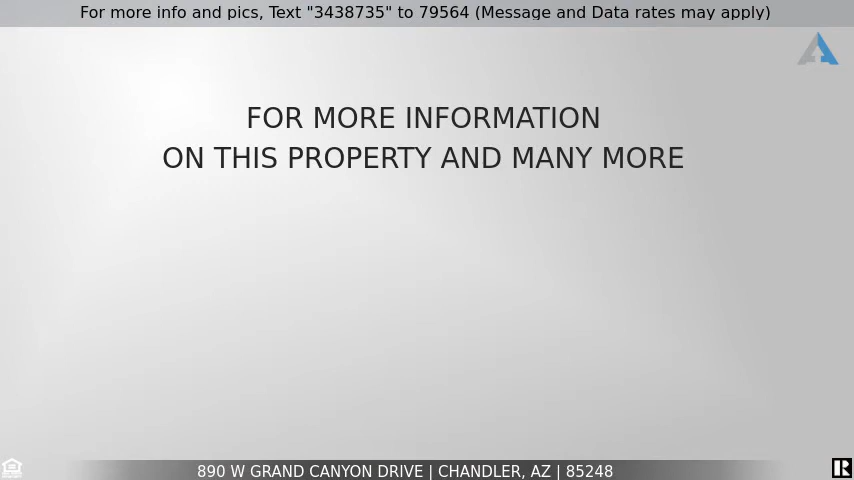 For more info and pics, Text "3438735" to 79564 (Message and Data rates may apply)
FOR MORE INFORMATION
ON THIS PROPERTY AND MANY MORE
890 W GRAND CANYON DRIVE | CHANDLER, AZ | 85248